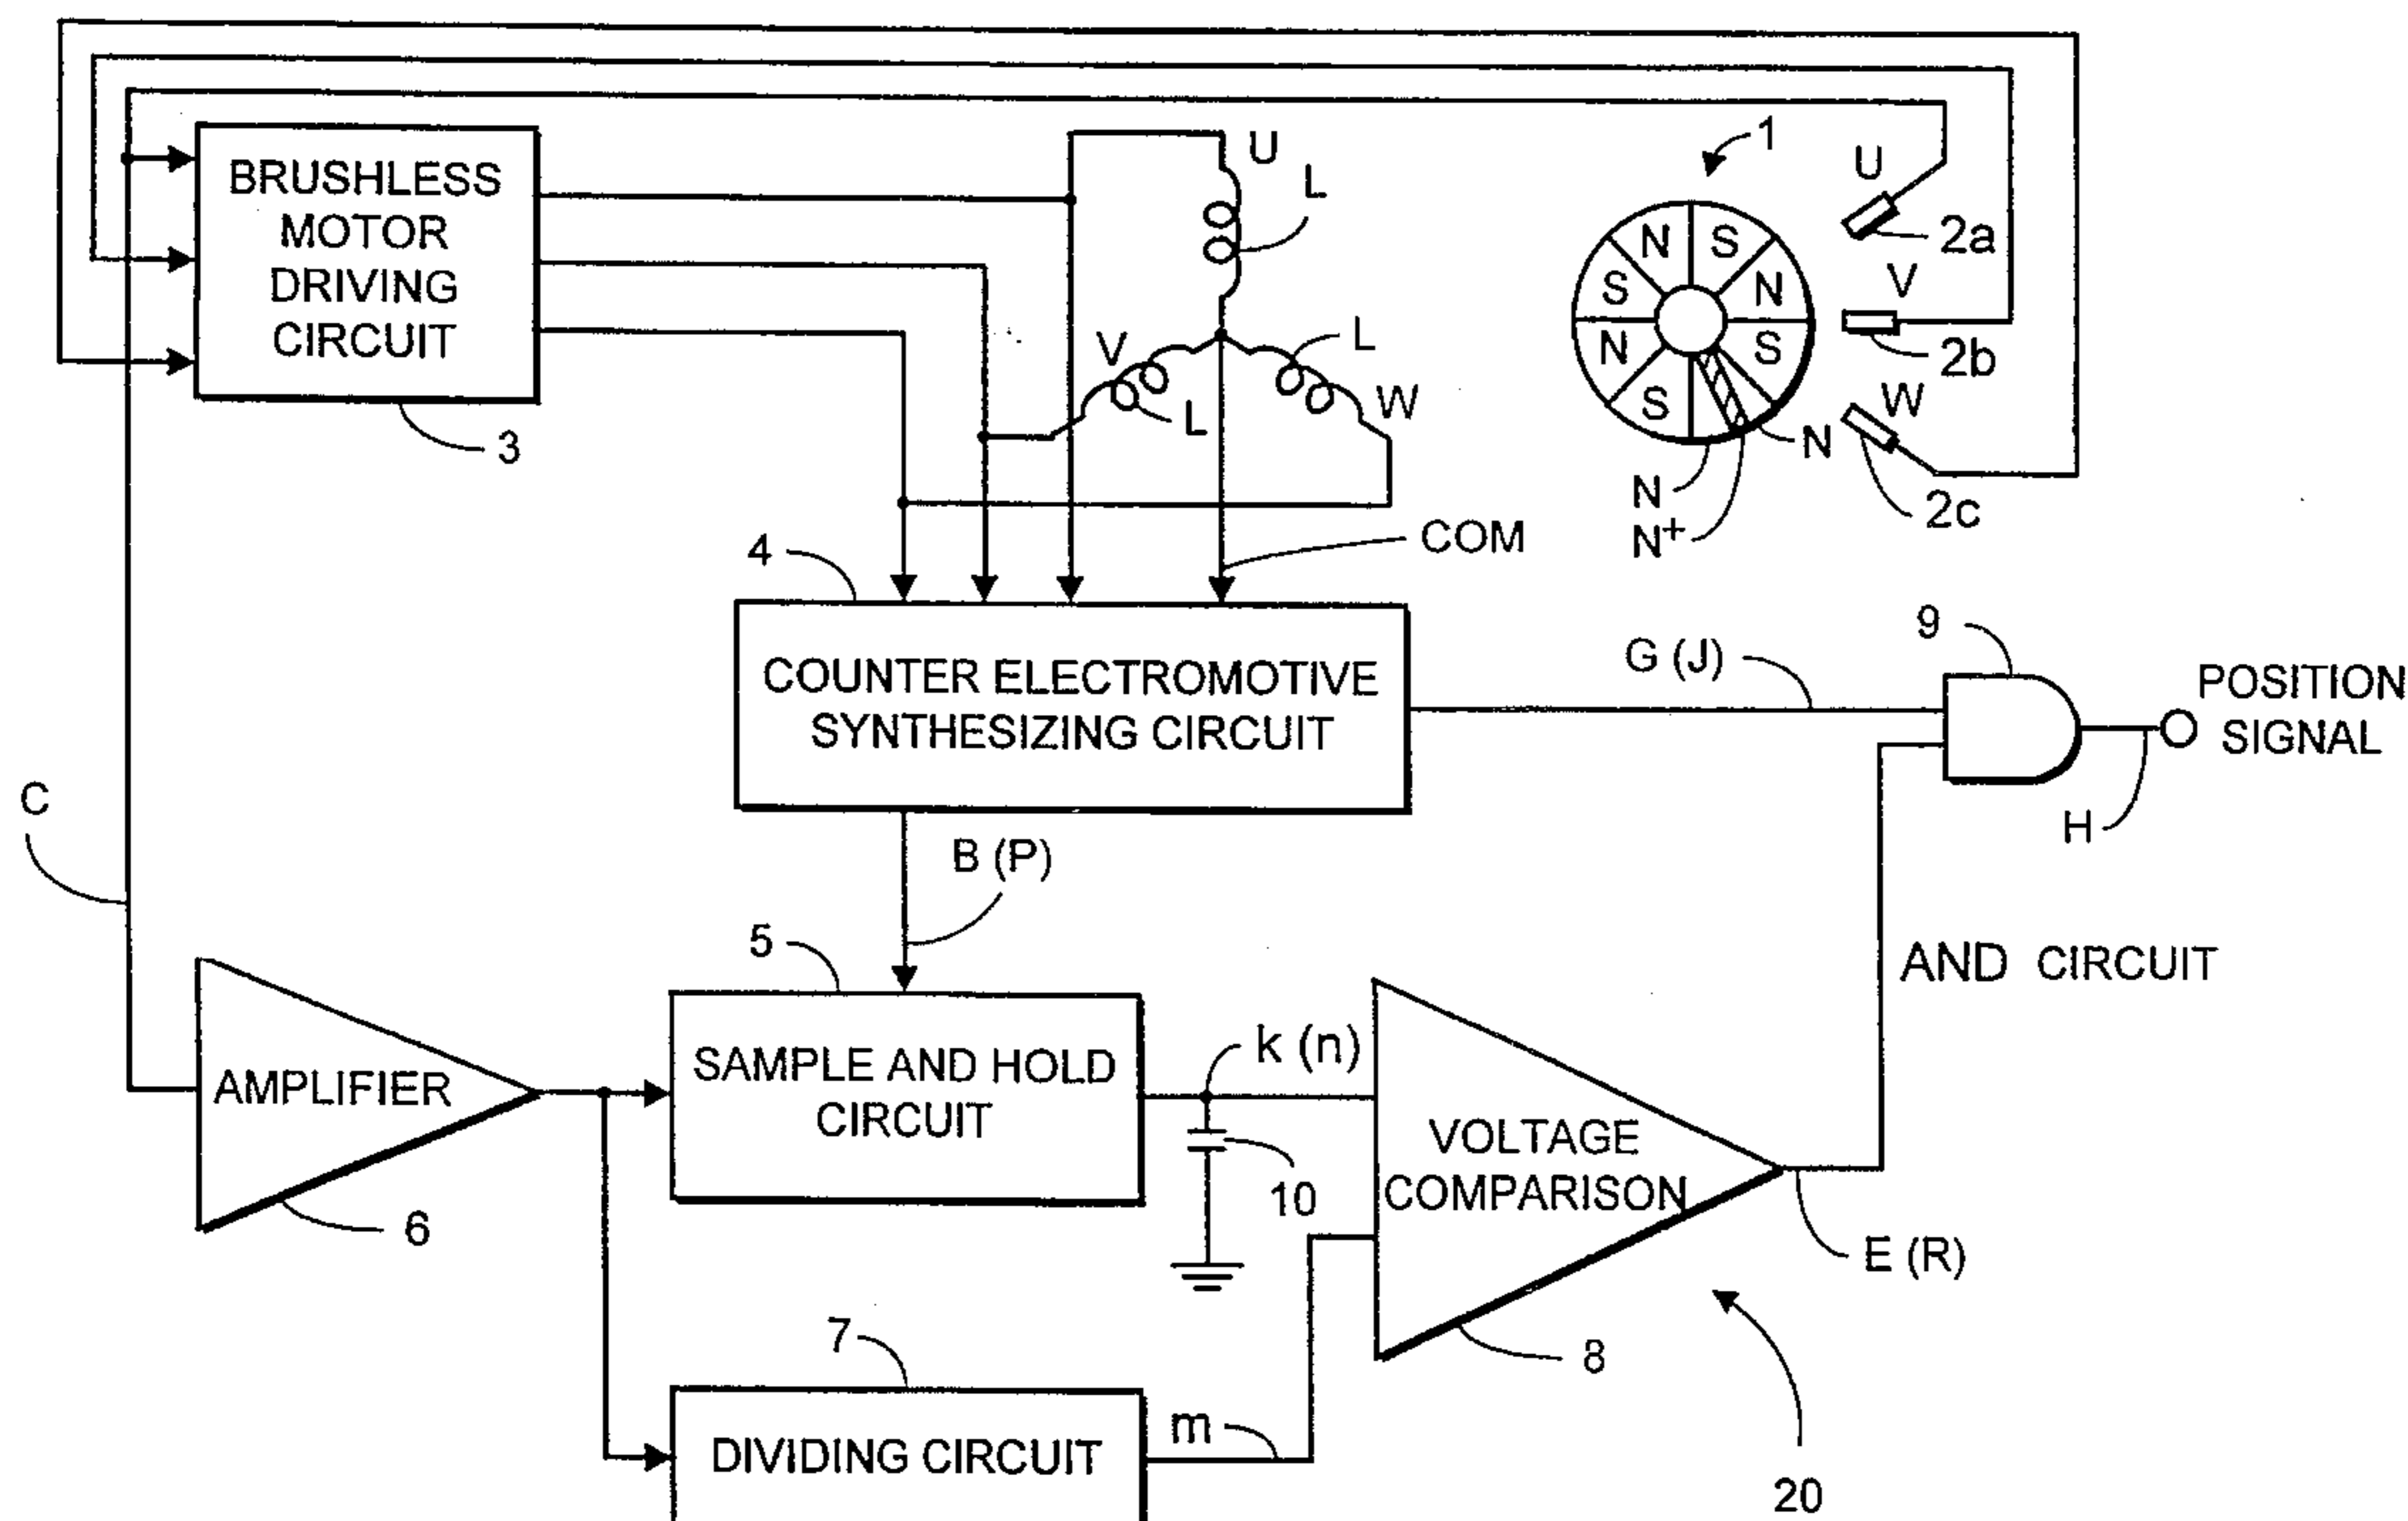 BRUSHLESS
MOTOR
DRIVING
CIRCUIT
3
U
L
V
L
L
W
COM
1
U
2a
V
2b
W
2c
N
S
S
N
N
S
S
N
N
N+
4
COUNTER ELECTROMOTIVE
SYNTHESIZING CIRCUIT
G (J)
9
POSITION
SIGNAL
H
C
B (P)
AND CIRCUIT
5
SAMPLE AND HOLD
CIRCUIT
k (n)
10
AMPLIFIER
6
VOLTAGE
COMPARISON
E (R)
8
7
DIVIDING CIRCUIT
m
20